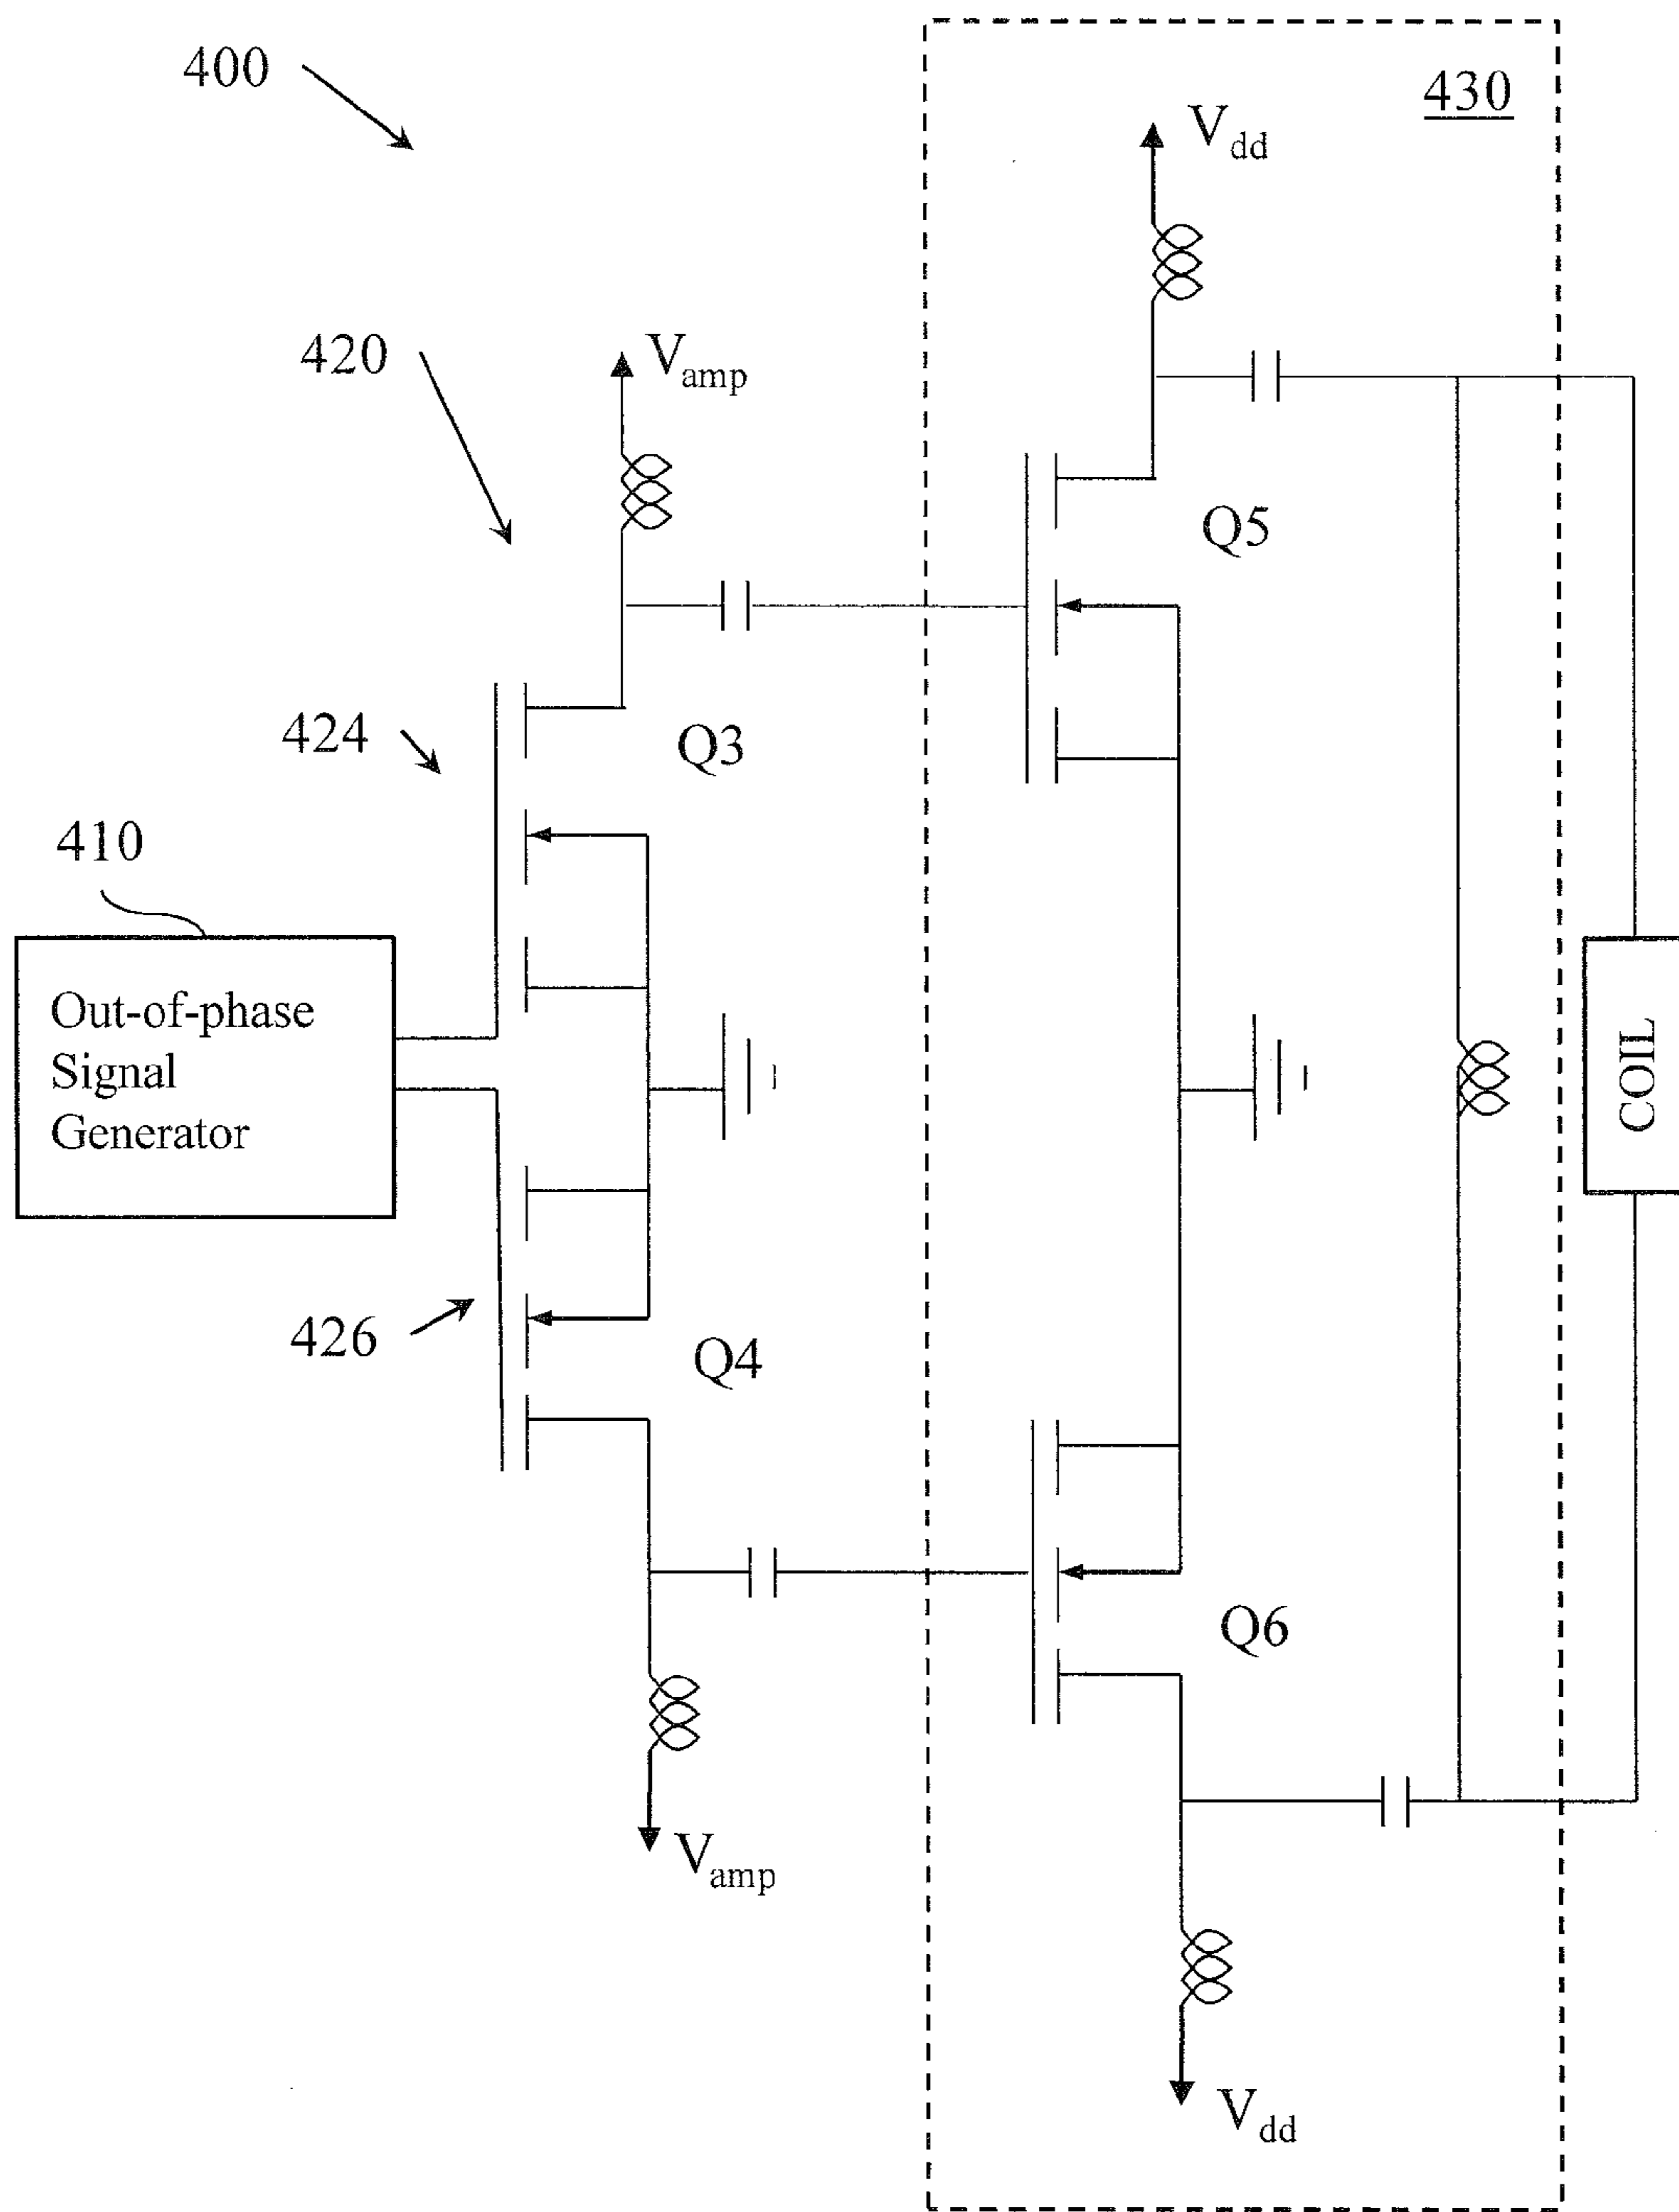 400
430
V_dd
420
V_amp
Q5
424
Q3
410
Out-of-phase
Signal
Generator
COIL
426
Q4
Q6
V_amp
V_dd